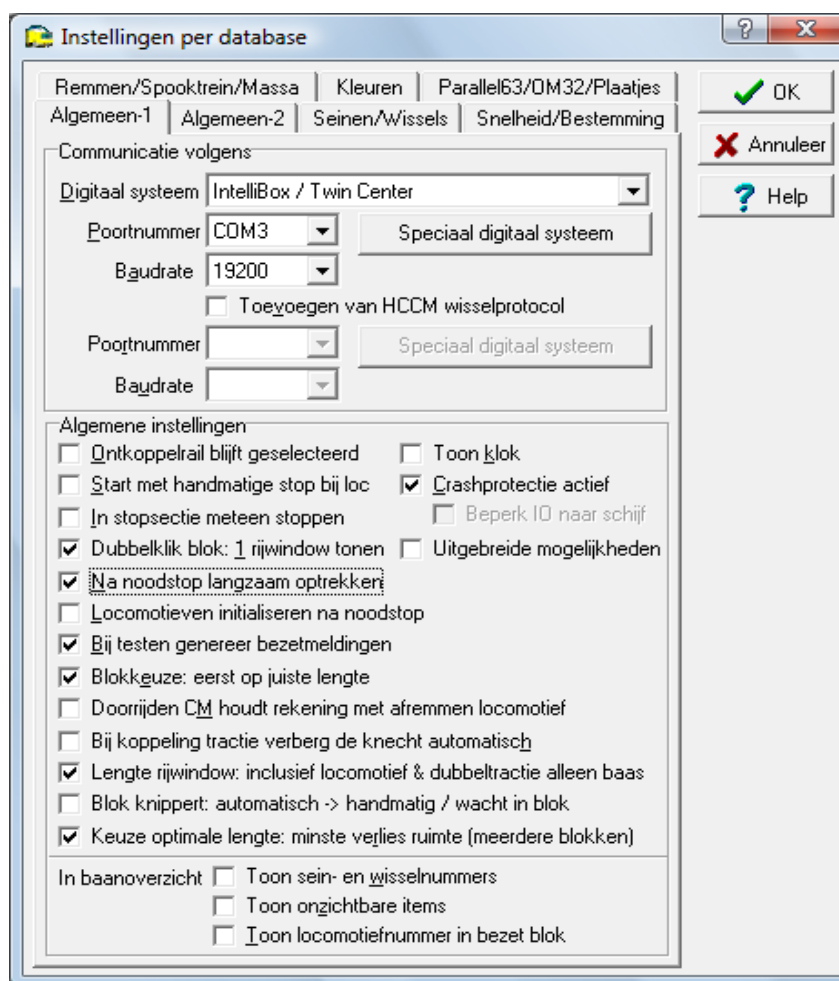 Instellingen per database
Remmen/Spooktrein/Massa Kleuren Parallel63/OM32/Plaatjes
Algemeen-1 Algemeen-2 Seinen/Wissels Snelheid/Bestemming
OK
Annuleer
Help
Communicatie volgens
Digitaal systeem IntelliBox / Twin Center
Poortnummer COM3 Speciaal digitaal systeem
Baudrate 19200
Toevoegen van HCCM wisselprotocol
Poortnummer Speciaal digitaal systeem
Baudrate
Algemene instellingen
Ontkoppelrail blijft geselecteerd Toon klok
Start met handmatige stop bij loc Crashprotectie actief
In stopsectie meteen stoppen Beperk IO naar schijf
Dubbelklik blok: 1 rijwindow tonen Uitgebreide mogelijkheden
Na noodstop langzaam optrekken
Locomotieven initialiseren na noodstop
Bij testen genereer bezetmeldingen
Blokkeuze: eerst op juiste lengte
Doorrijden CM houdt rekening met afremmen locomotief
Bij koppeling tractie verberg de knecht automatisch
Lengte rijwindow: inclusief locomotief & dubbeltractie alleen baas
Blok knippert: automatisch -> handmatig / wacht in blok
Keuze optimale lengte: minste verlies ruimte (meerdere blokken)
In baanoverzicht Toon sein- en wisselnummers
Toon onzichtbare items
Toon locomotiefnummer in bezet blok